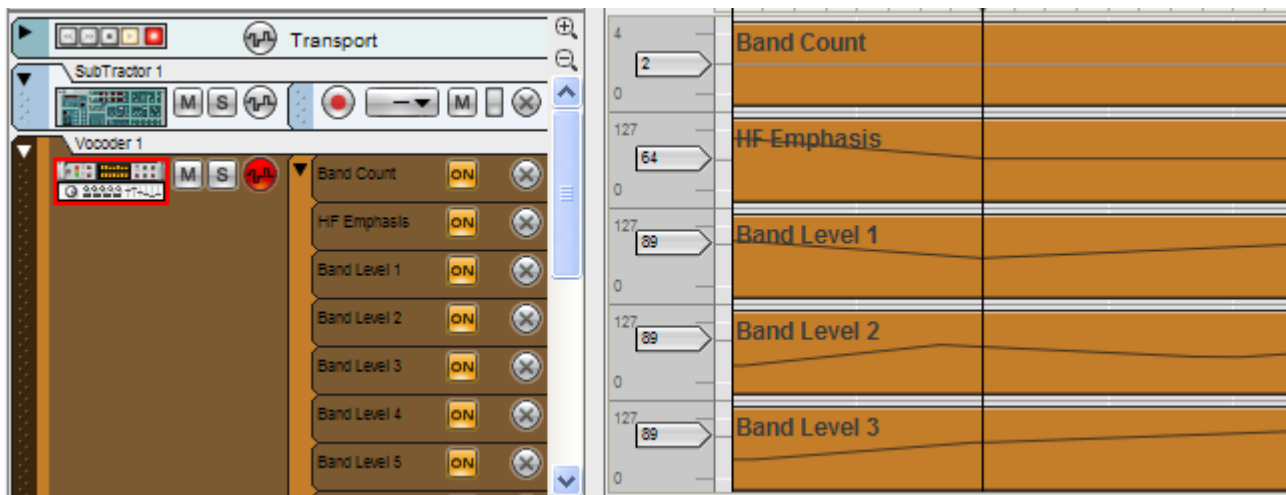 Transport
SubTractor 1
M S M
Vocoder 1
M S
Band Count ON
HF Emphasis ON
Band Level 1 ON
Band Level 2 ON
Band Level 3 ON
Band Level 4 ON
Band Level 5 ON
4
2
0
Band Count
127
64
0
HF Emphasis
127
89
0
Band Level 1
127
89
0
Band Level 2
127
89
0
Band Level 3